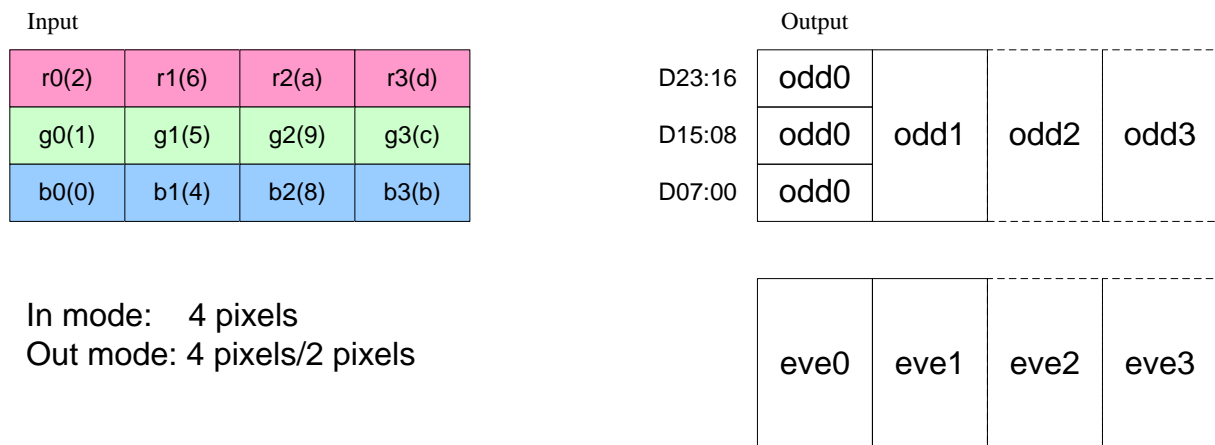 Input
Output
r0(2) r1(6) r2(a) r3(d)
g0(1) g1(5) g2(9) g3(c)
b0(0) b1(4) b2(8) b3(b)
D23:16 odd0
D15:08 odd0 odd1 odd2 odd3
D07:00 odd0
In mode: 4 pixels
Out mode: 4 pixels/2 pixels
eve0 eve1 eve2 eve3